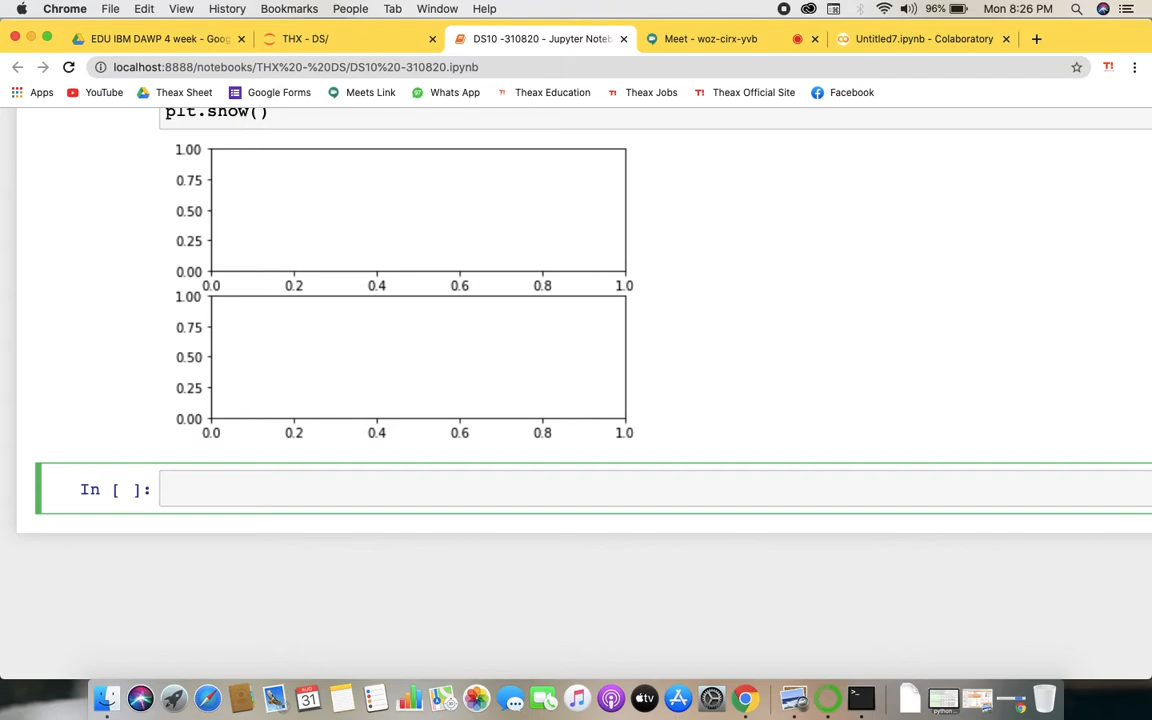 Chrome File Edit View History Bookmarks People Tab Window Help 96% Mon 8:26 PM
EDU IBM DAWP 4 week - Goog THX - DS/ DS10 -310820 - Jupyter Noteb Meet - woz-cirx-yvb Untitled7.ipynb - Colaboratory
localhost:8888/notebooks/THX%20-%20DS/DS10%20-310820.ipynb T!
Apps YouTube Theax Sheet Google Forms Meets Link Whats App Theax Education T! Theax Jobs T! Theax Official Site Facebook
plt.show()
1.00
0.75
0.50
0.25
0.00
0.0 0.2 0.4 0.6 0.8 1.0
1.00
0.75
0.50
0.25
0.00
0.0 0.2 0.4 0.6 0.8 1.0
In [ ]:
AUG
31
tv
python